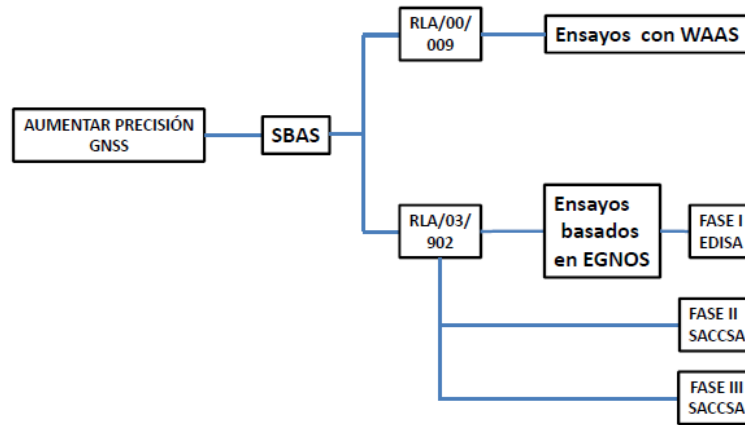 RLA/00/
009
Ensayos con WAAS
AUMENTAR PRECISIÓN
GNSS
SBAS
RLA/03/
902
Ensayos
basados
en EGNOS
FASE I
EDISA
FASE II
SACCSA
FASE III
SACCSA